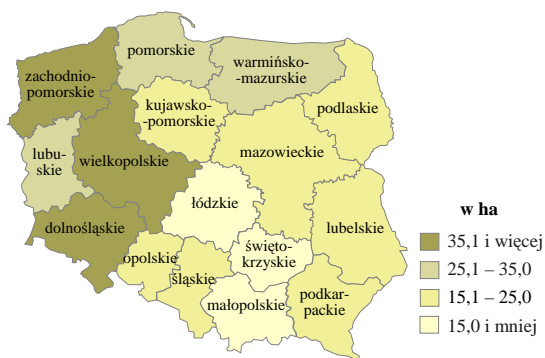 pomorskie
warmińsko-
-mazurskie
zachodnio-
pomorskie
podlaskie
kujawsko-
-pomorskie
lubu-
skie
wielkopolskie
mazowieckie
łódzkie
dolnośląskie
lubelskie
święto-
krzyskie
opolskie
śląskie
małopolskie
podkar-
packie
w ha
35,1 i więcej
25,1 – 35,0
15,1 – 25,0
15,0 i mniej